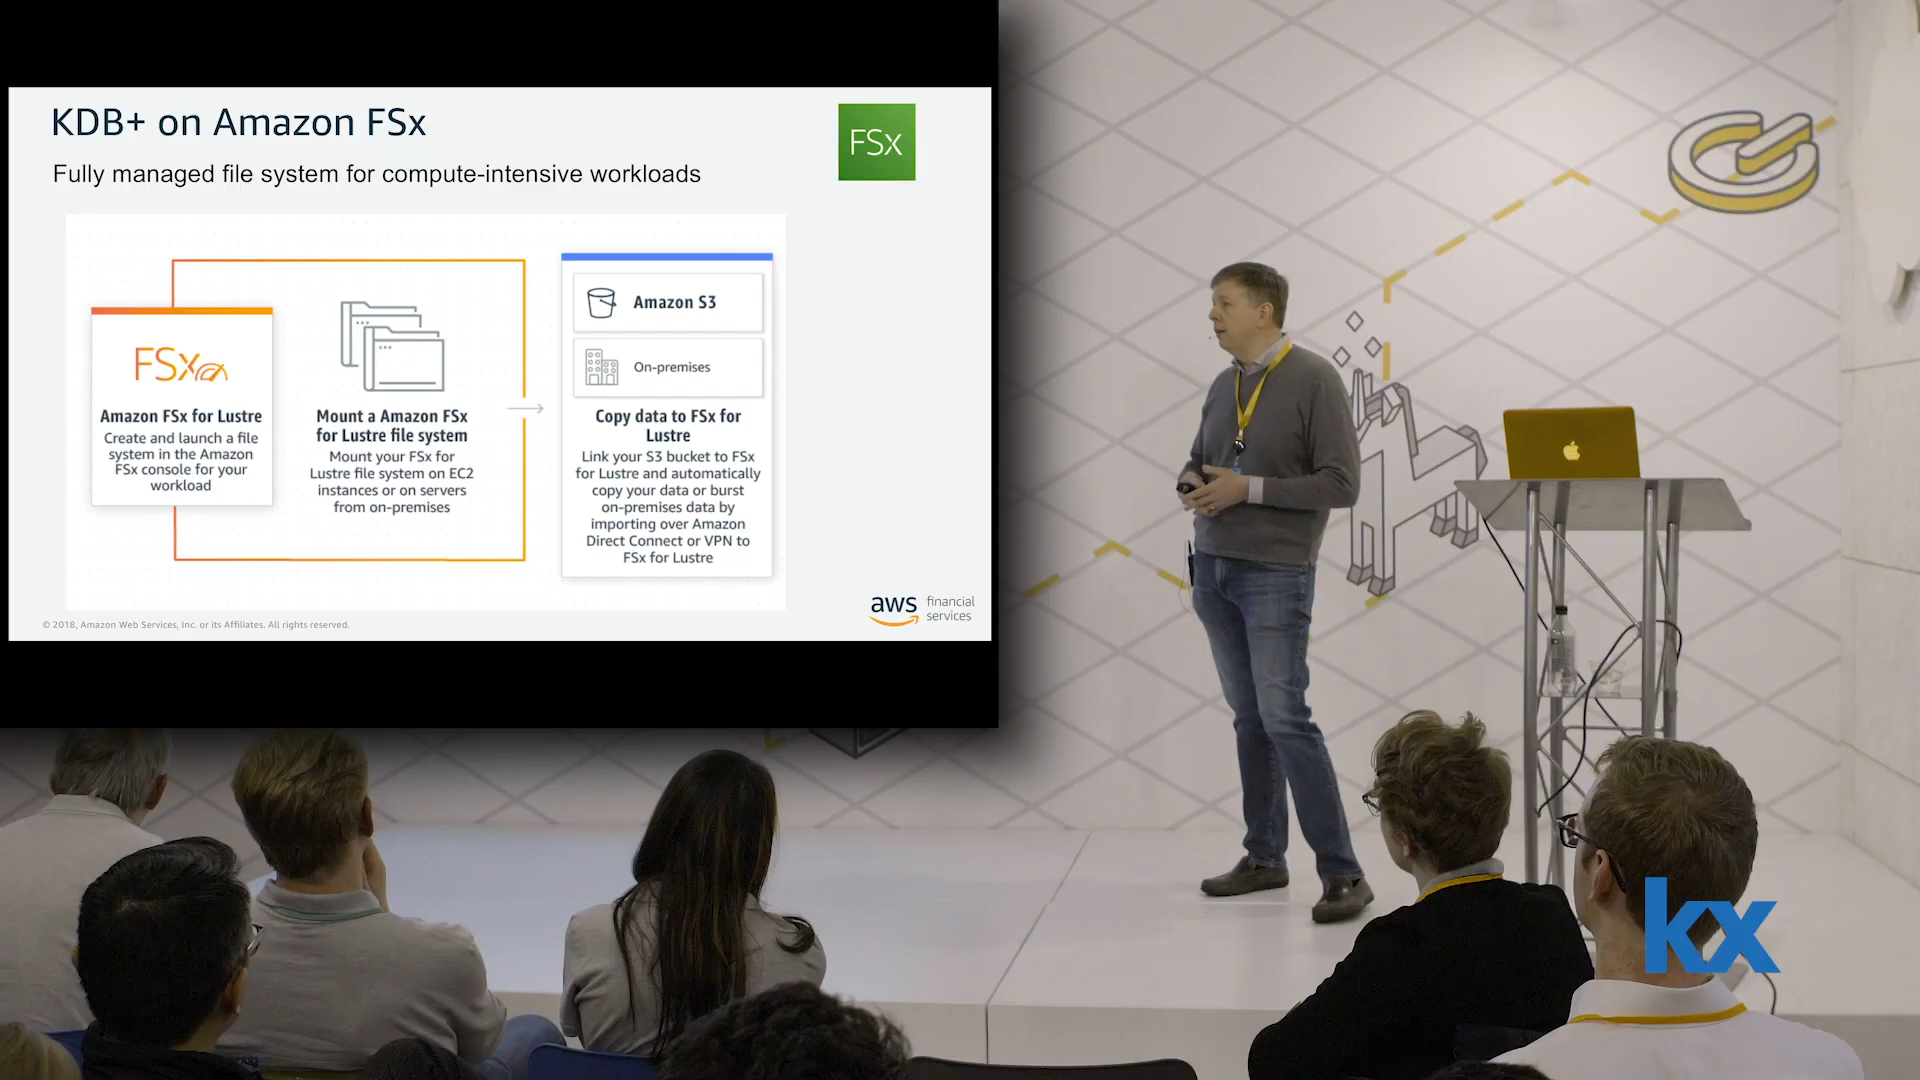 KDB+ on Amazon FSx
FSx
Fully managed file system for compute-intensive workloads
FSx
Amazon FSx for Lustre
Create and launch a file
system in the Amazon
FSx console for your
workload
Mount a Amazon FSx
for Lustre file system
Mount your FSx for
Lustre file system on EC2
instances or on servers
from on-premises
Amazon S3
On-premises
Copy data to FSx for
Lustre
Link your S3 bucket to FSx
for Lustre and automatically
copy your data or burst
on-premises data by
importing over Amazon
Direct Connect or VPN to
FSx for Lustre
© 2018, Amazon Web Services, Inc. or its Affiliates. All rights reserved.
aws
financial
services
kx